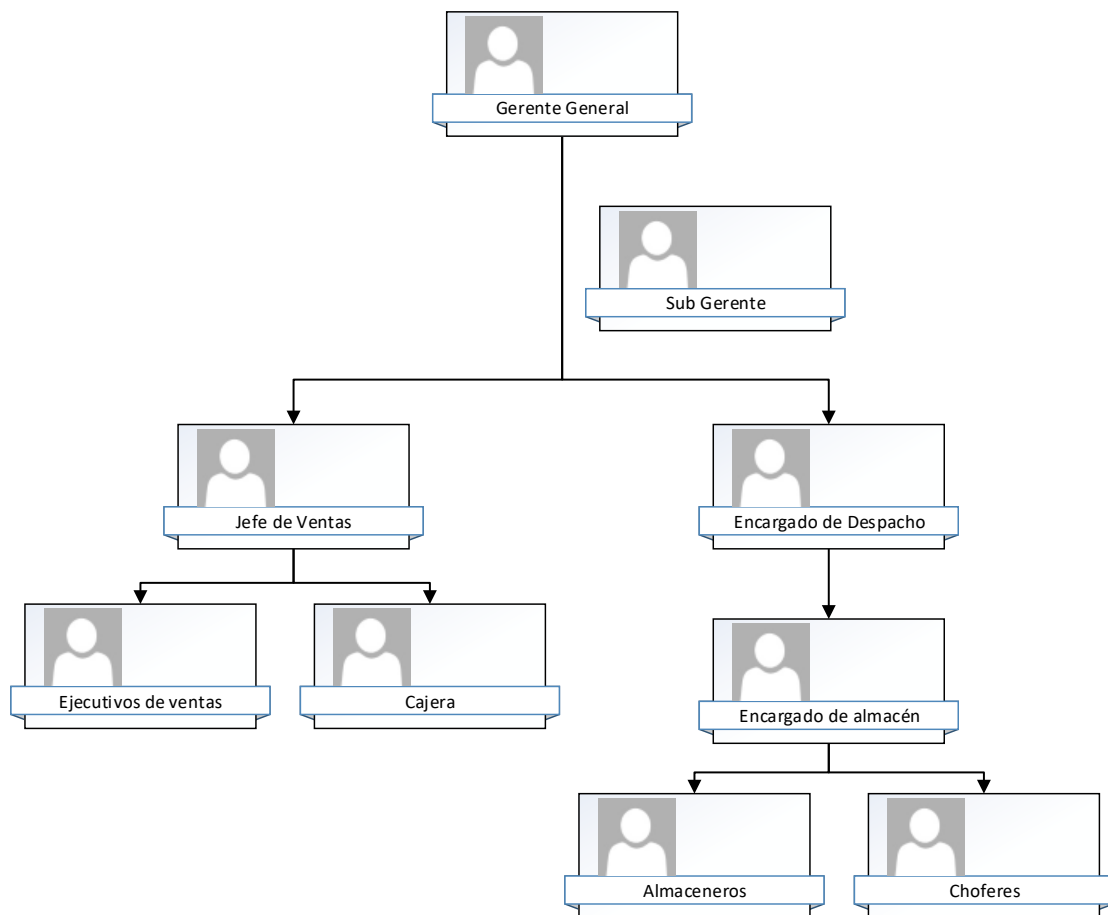 Gerente General
Sub Gerente
Jefe de Ventas
Encargado de Despacho
Ejecutivos de ventas
Cajera
Encargado de almacén
Almaceneros
Choferes